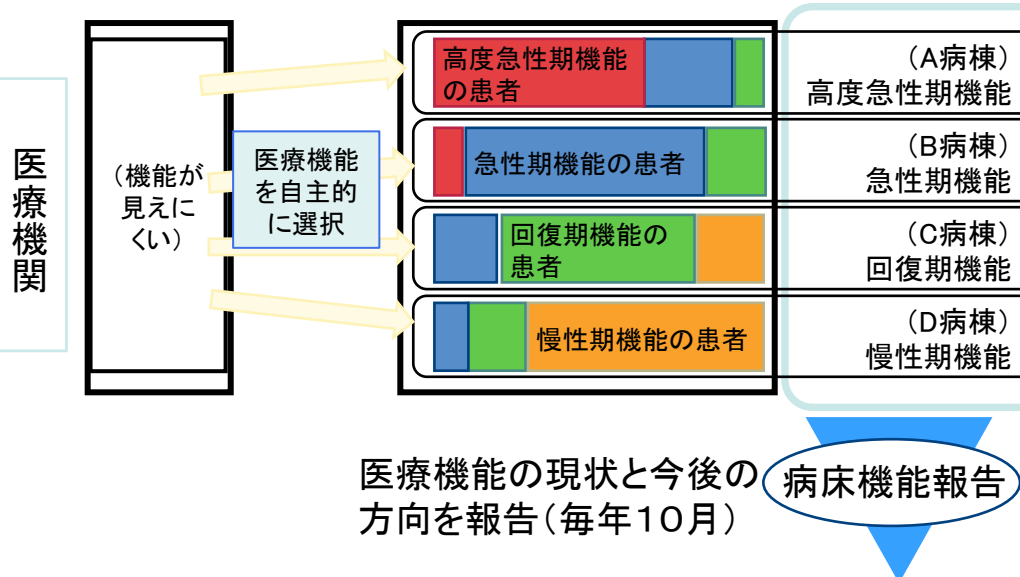 医療機関
(機能が
見えに
くい)
医療機能
を自主的
に選択
高度急性期機能
の患者
急性期機能の患者
回復期機能の
患者
慢性期機能の患者
(A病棟)
高度急性期機能
(B病棟)
急性期機能
(C病棟)
回復期機能
(D病棟)
慢性期機能
医療機能の現状と今後の
方向を報告(毎年10月)
病床機能報告